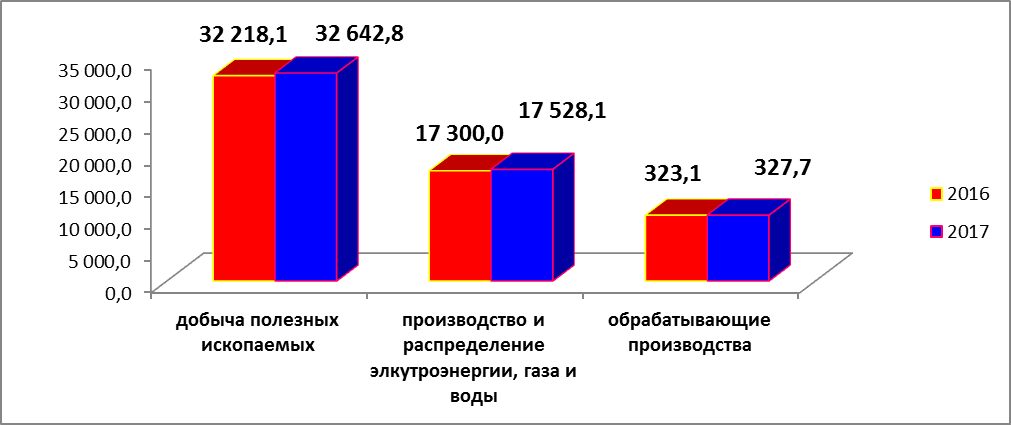 32 218,1 32 642,8
17 300,0 17 528,1
323,1 327,7
35 000,0
30 000,0
25 000,0
20 000,0
15 000,0
10 000,0
5 000,0
0,0
добыча полезных
ископаемых
производство и
распределение
элкутроэнергии, газа и
воды
обрабатывающие
производства
2016
2017